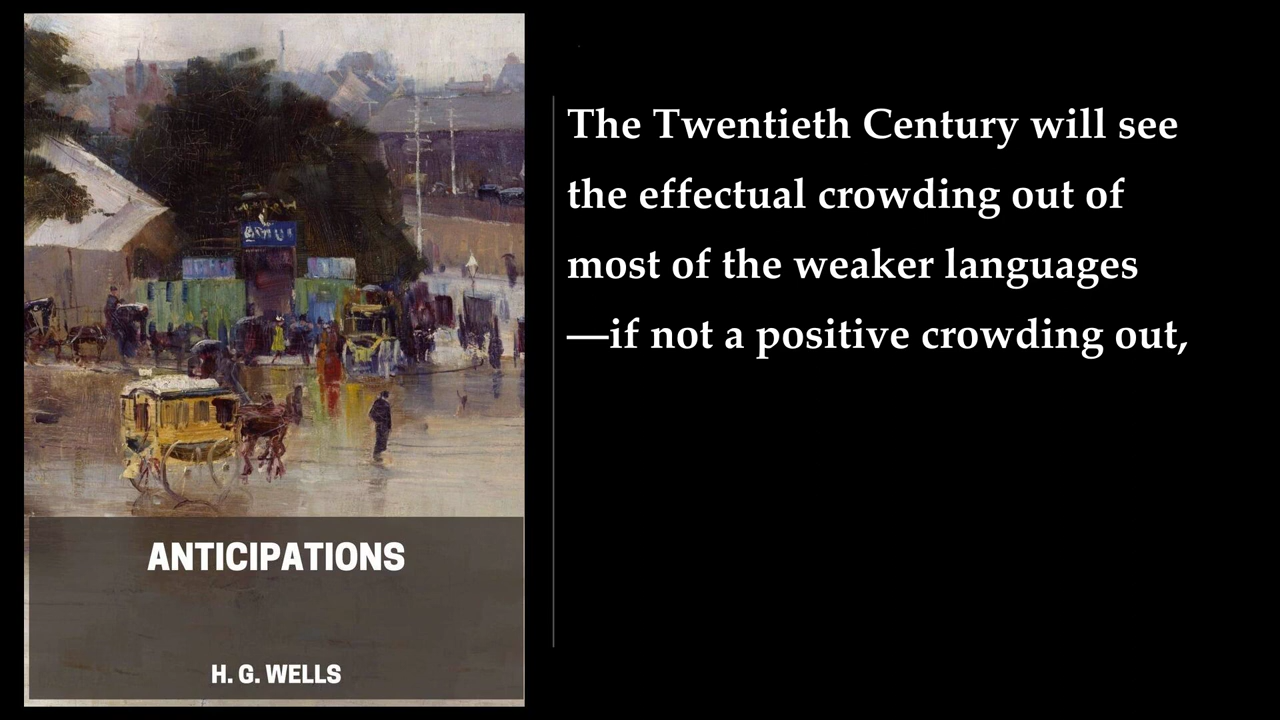 The Twentieth Century will see
the effectual crowding out of
most of the weaker languages
—if not a positive crowding out,
ANTICIPATIONS
H. G. WELLS